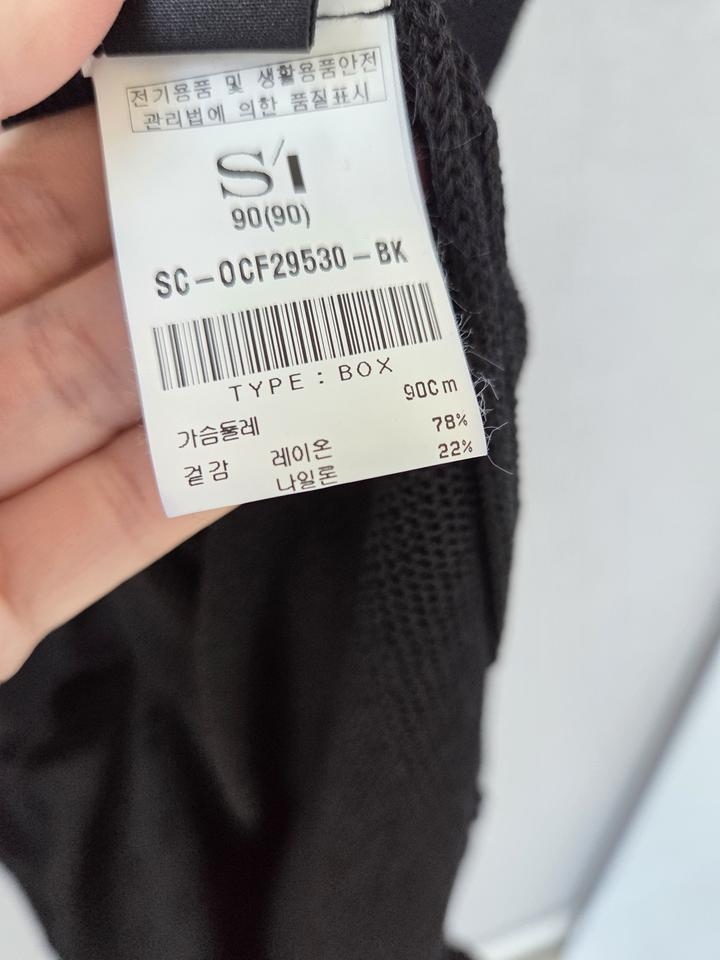 전기용품 및 생활용품안전
관리법에 의한 품질표시
S'I
90(90)
SC-OCF29530-BK
TYPE : BOX
가슴둘레 90Cm
겉감 레이온 78%
나일론 22%